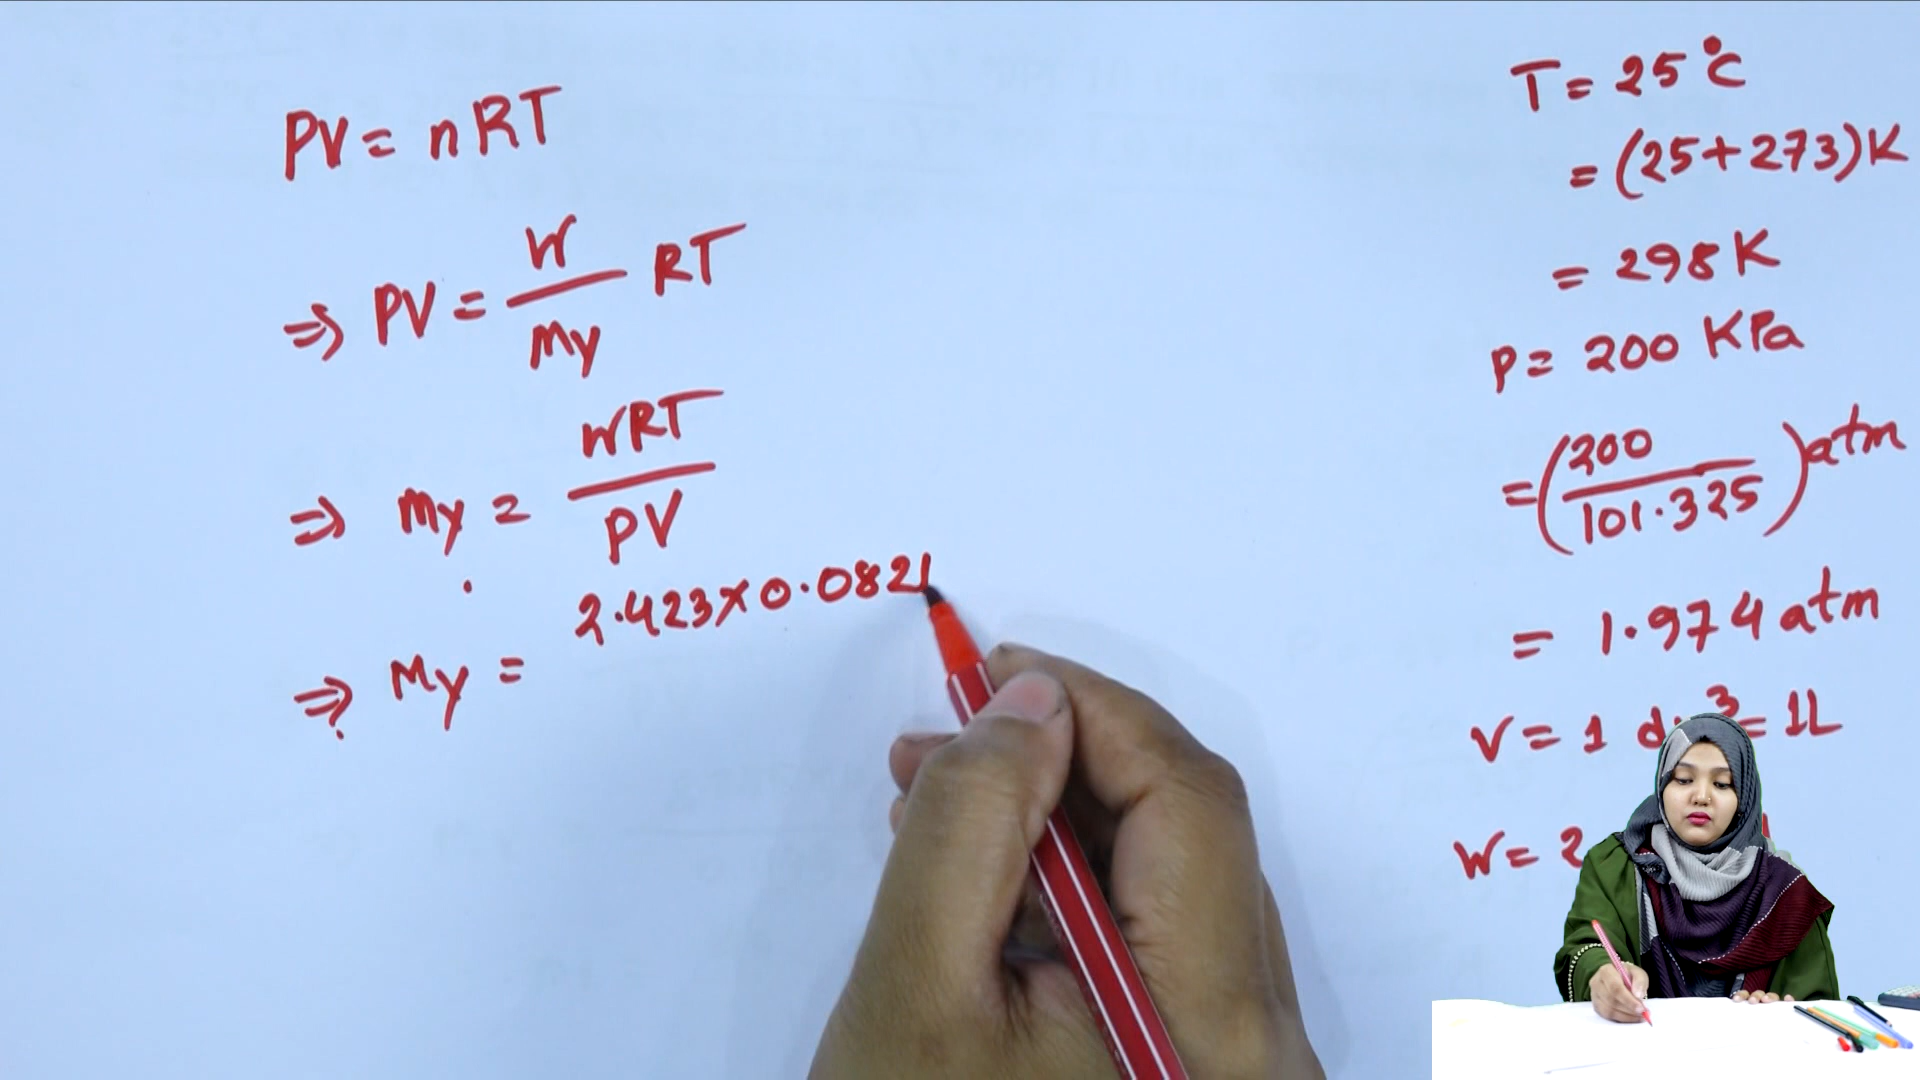 PV = nRT
⇒ PV = W/My RT
⇒ My = WRT/PV
⇒ My = 2.423×0.0821
T = 25°C
= (25+273)K
= 298 K
P = 200 KPa
= (200/101.325) atm
= 1.974 atm
V = 1 = 1L
W = 2